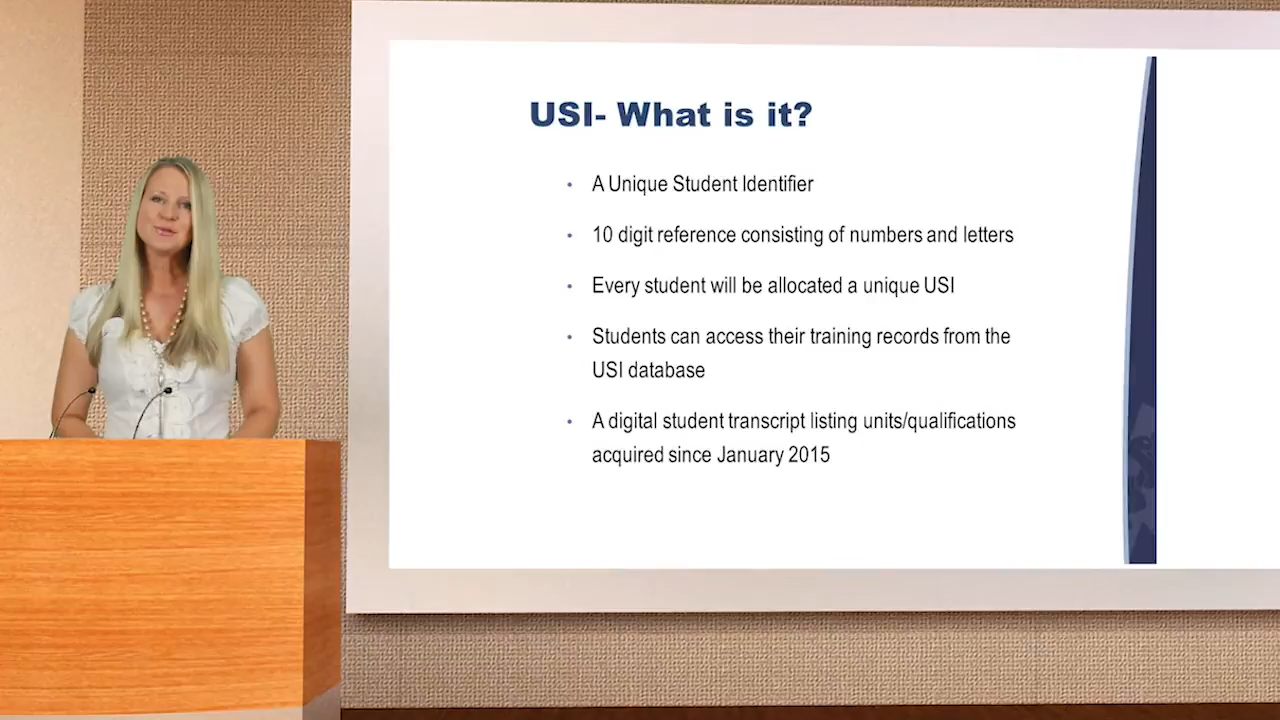 USI- What is it?
• A Unique Student Identifier
• 10 digit reference consisting of numbers and letters
• Every student will be allocated a unique USI
• Students can access their training records from the
USI database
• A digital student transcript listing units/qualifications
acquired since January 2015